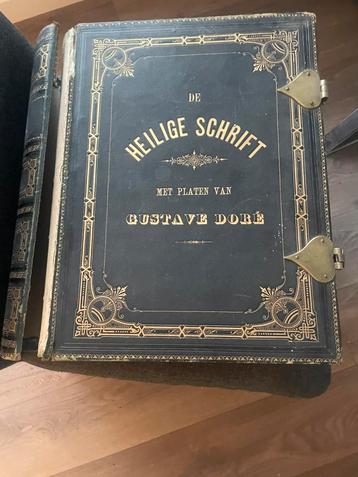 DE
HEILIGE SCHRIFT
MET PLATEN VAN
GUSTAVE DORÉ